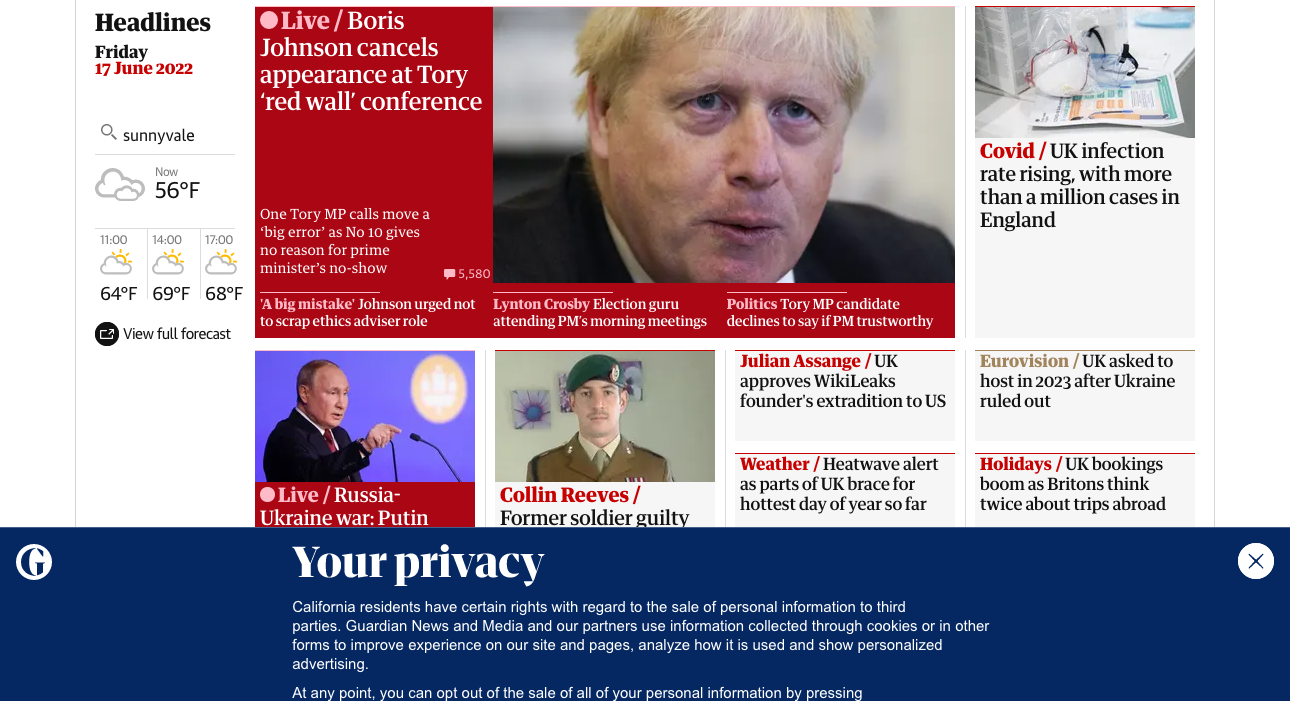 Headlines
Friday
17 June 2022
sunnyvale
Now
56°F
11:00
14:00
17:00
64°F
69°F
68°F
View full forecast
Live / Boris
Johnson cancels
appearance at Tory
‘red wall’ conference
One Tory MP calls move a
‘big error’ as No 10 gives
no reason for prime
minister’s no-show
5,580
'A big mistake' Johnson urged not
to scrap ethics adviser role
Lynton Crosby Election guru
attending PM’s morning meetings
Politics Tory MP candidate
declines to say if PM trustworthy
Covid / UK infection
rate rising, with more
than a million cases in
England
Live / Russia-
Ukraine war: Putin
Collin Reeves /
Former soldier guilty
Julian Assange / UK
approves WikiLeaks
founder's extradition to US
Eurovision / UK asked to
host in 2023 after Ukraine
ruled out
Weather / Heatwave alert
as parts of UK brace for
hottest day of year so far
Holidays / UK bookings
boom as Britons think
twice about trips abroad
G
Your privacy
California residents have certain rights with regard to the sale of personal information to third
parties. Guardian News and Media and our partners use information collected through cookies or in other
forms to improve experience on our site and pages, analyze how it is used and show personalized
advertising.
At any point, you can opt out of the sale of all of your personal information by pressing